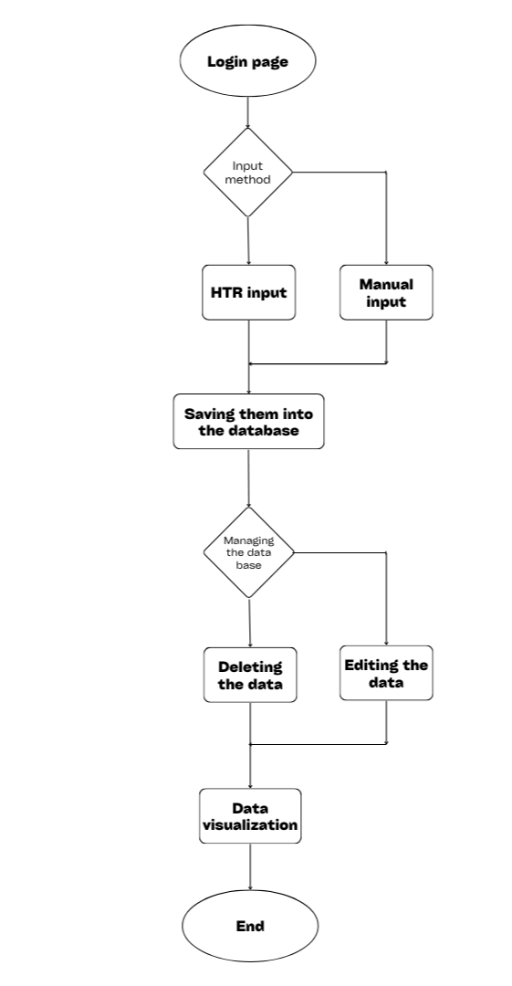 Login page
Input
method
HTR input
Manual
input
Saving them into
the database
Managing
the data
base
Deleting
the data
Editing the
data
Data
visualization
End